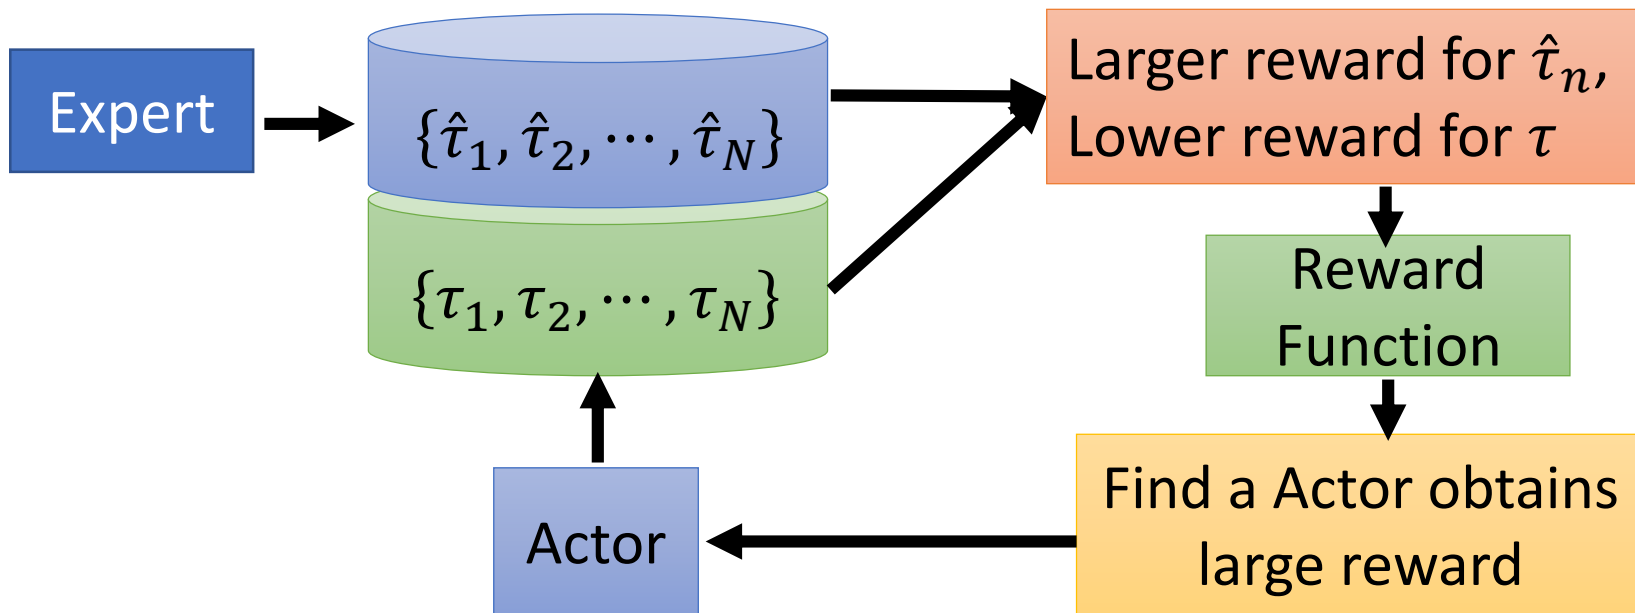 Expert
{τ̂₁, τ̂₂, ⋯, τ̂_N}
{τ₁, τ₂, ⋯, τ_N}
Larger reward for τ̂ₙ,
Lower reward for τ
Reward
Function
Find a Actor obtains
large reward
Actor